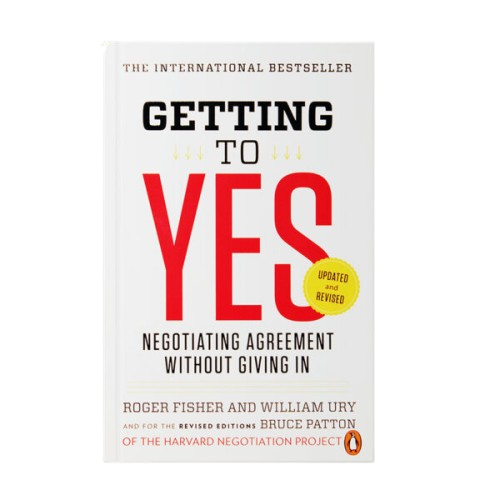 THE INTERNATIONAL BESTSELLER
GETTING
TO
YES
UPDATED
and
REVISED
NEGOTIATING AGREEMENT
WITHOUT GIVING IN
ROGER FISHER AND WILLIAM URY
AND FOR THE REVISED EDITIONS BRUCE PATTON
OF THE HARVARD NEGOTIATION PROJECT